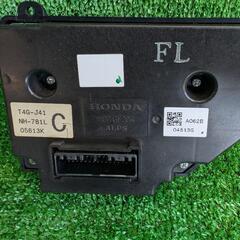 FL
T4G-J41
NH-781L
C
05813K
HONDA
ALPS
A062B
04813G